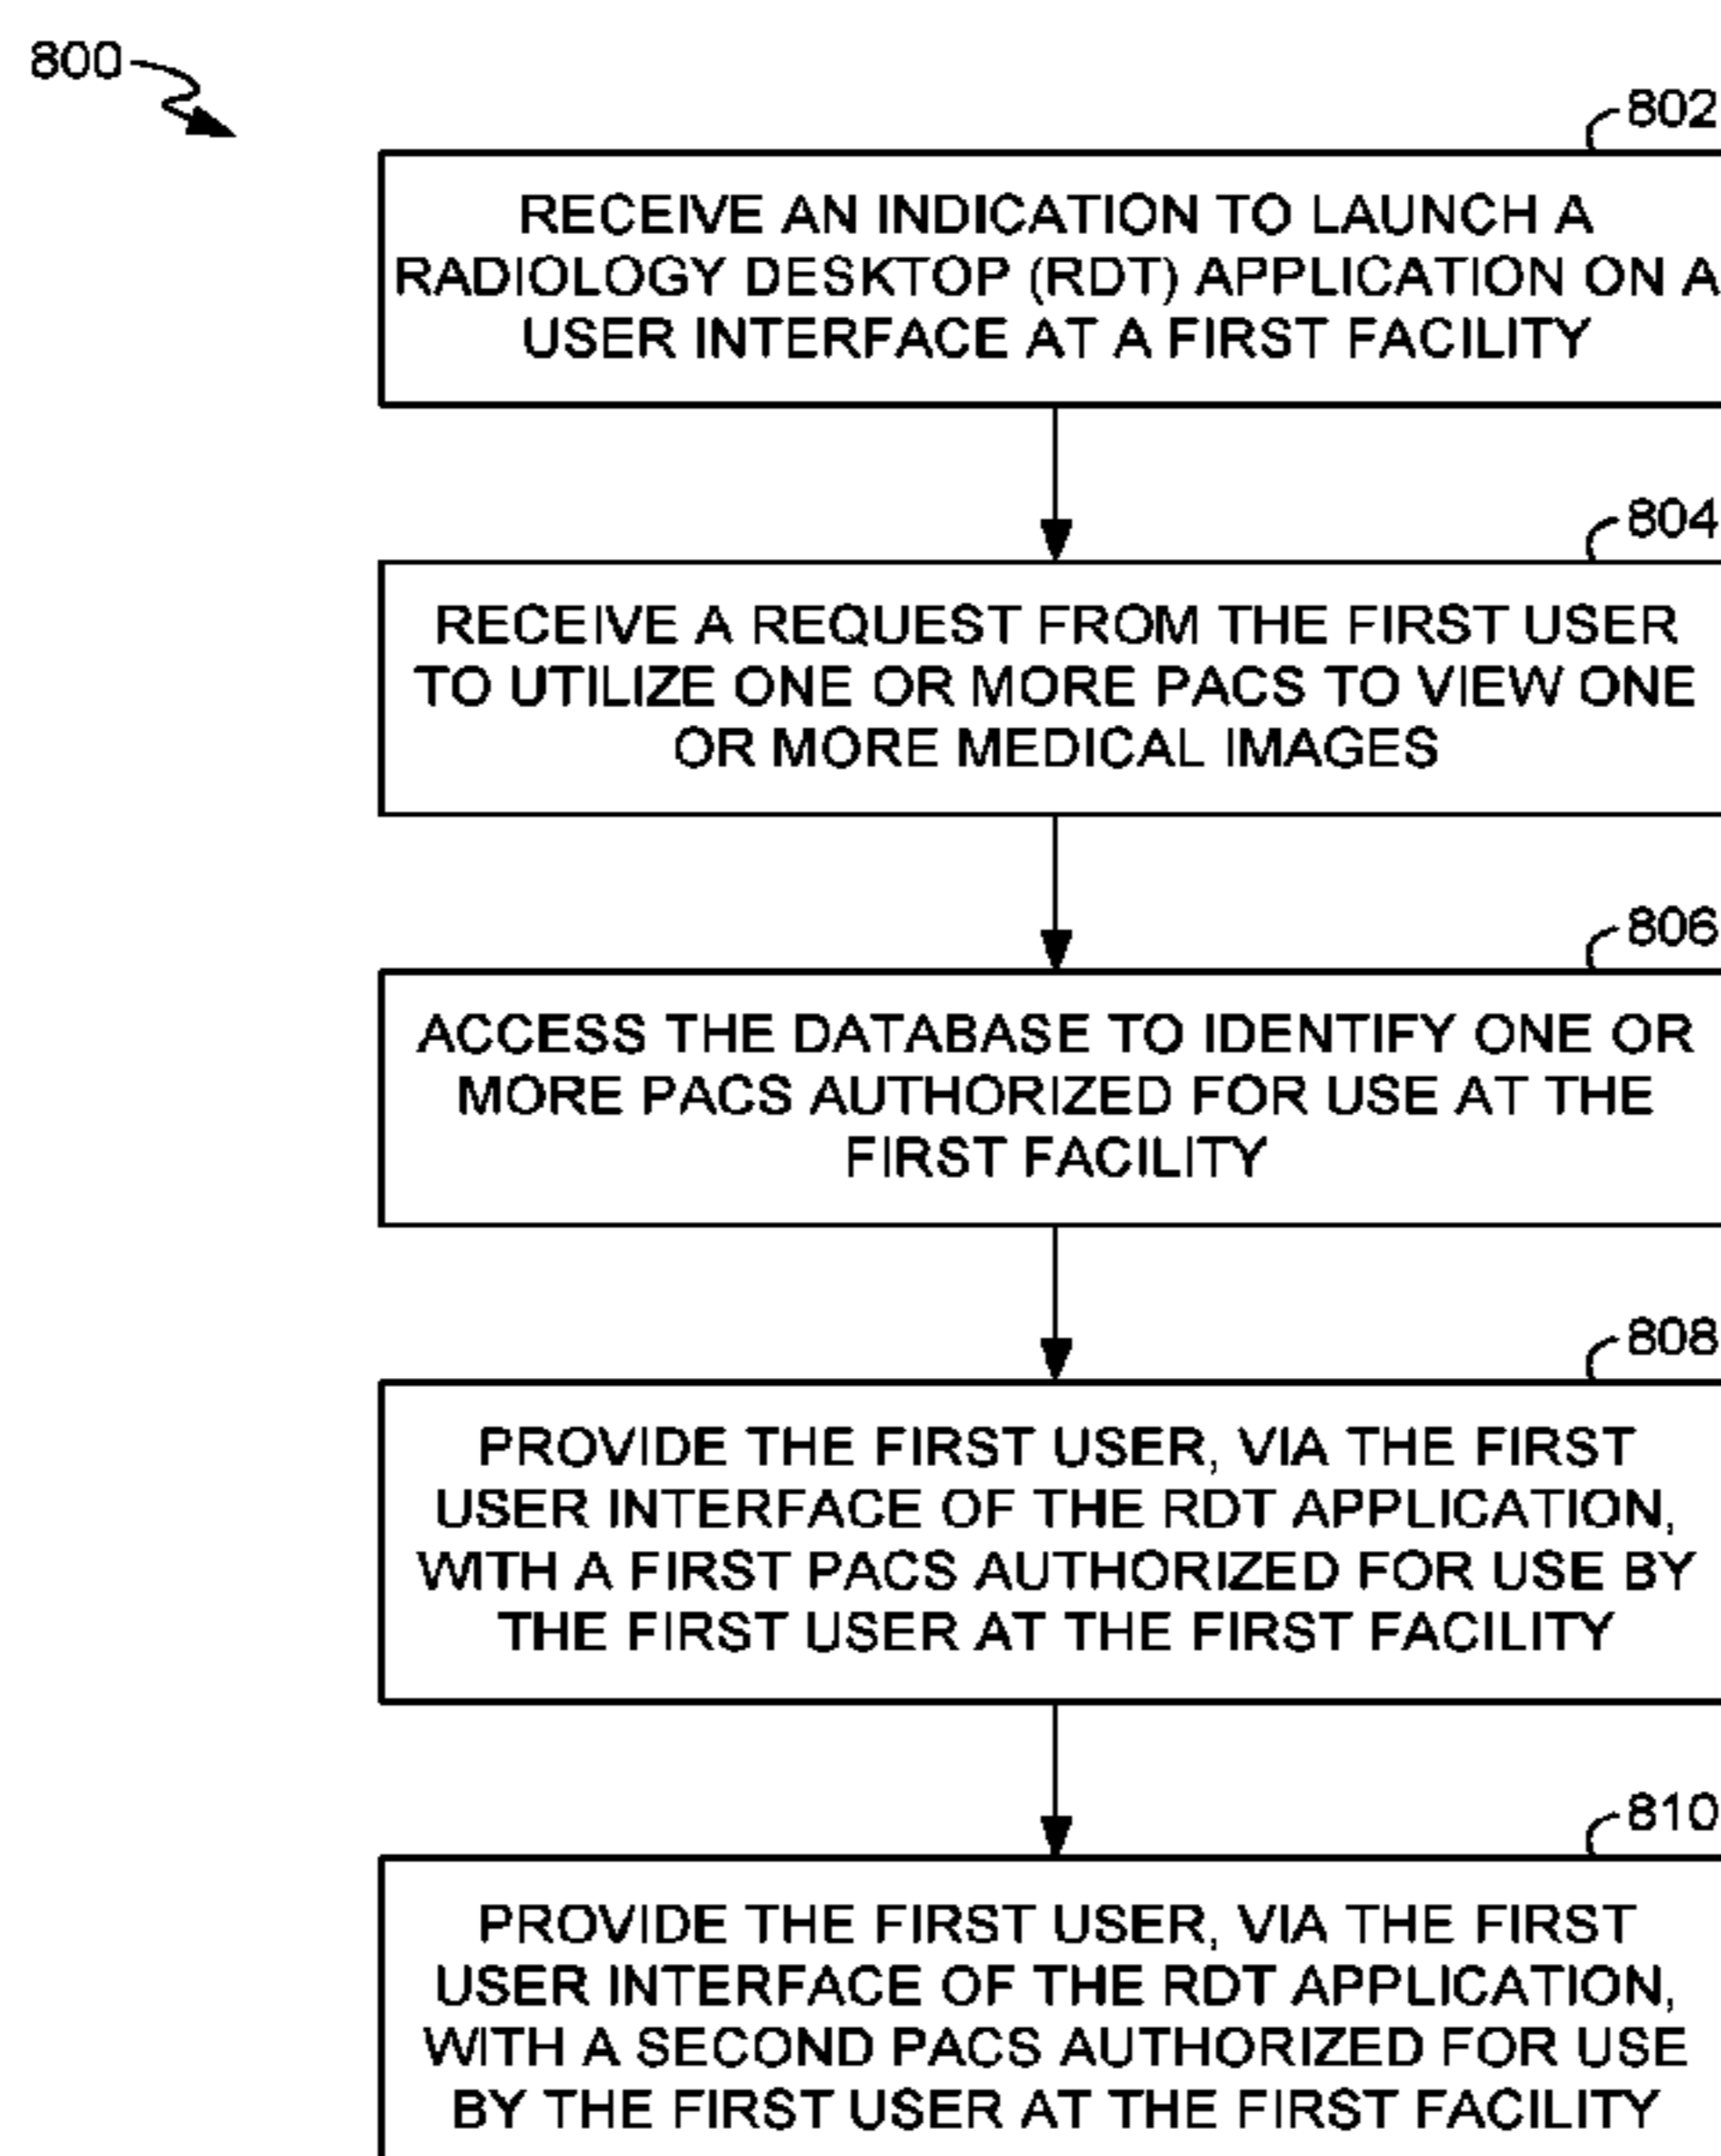 800
802
RECEIVE AN INDICATION TO LAUNCH A
RADIOLOGY DESKTOP (RDT) APPLICATION ON A
USER INTERFACE AT A FIRST FACILITY
804
RECEIVE A REQUEST FROM THE FIRST USER
TO UTILIZE ONE OR MORE PACS TO VIEW ONE
OR MORE MEDICAL IMAGES
806
ACCESS THE DATABASE TO IDENTIFY ONE OR
MORE PACS AUTHORIZED FOR USE AT THE
FIRST FACILITY
808
PROVIDE THE FIRST USER, VIA THE FIRST
USER INTERFACE OF THE RDT APPLICATION,
WITH A FIRST PACS AUTHORIZED FOR USE BY
THE FIRST USER AT THE FIRST FACILITY
810
PROVIDE THE FIRST USER, VIA THE FIRST
USER INTERFACE OF THE RDT APPLICATION,
WITH A SECOND PACS AUTHORIZED FOR USE
BY THE FIRST USER AT THE FIRST FACILITY